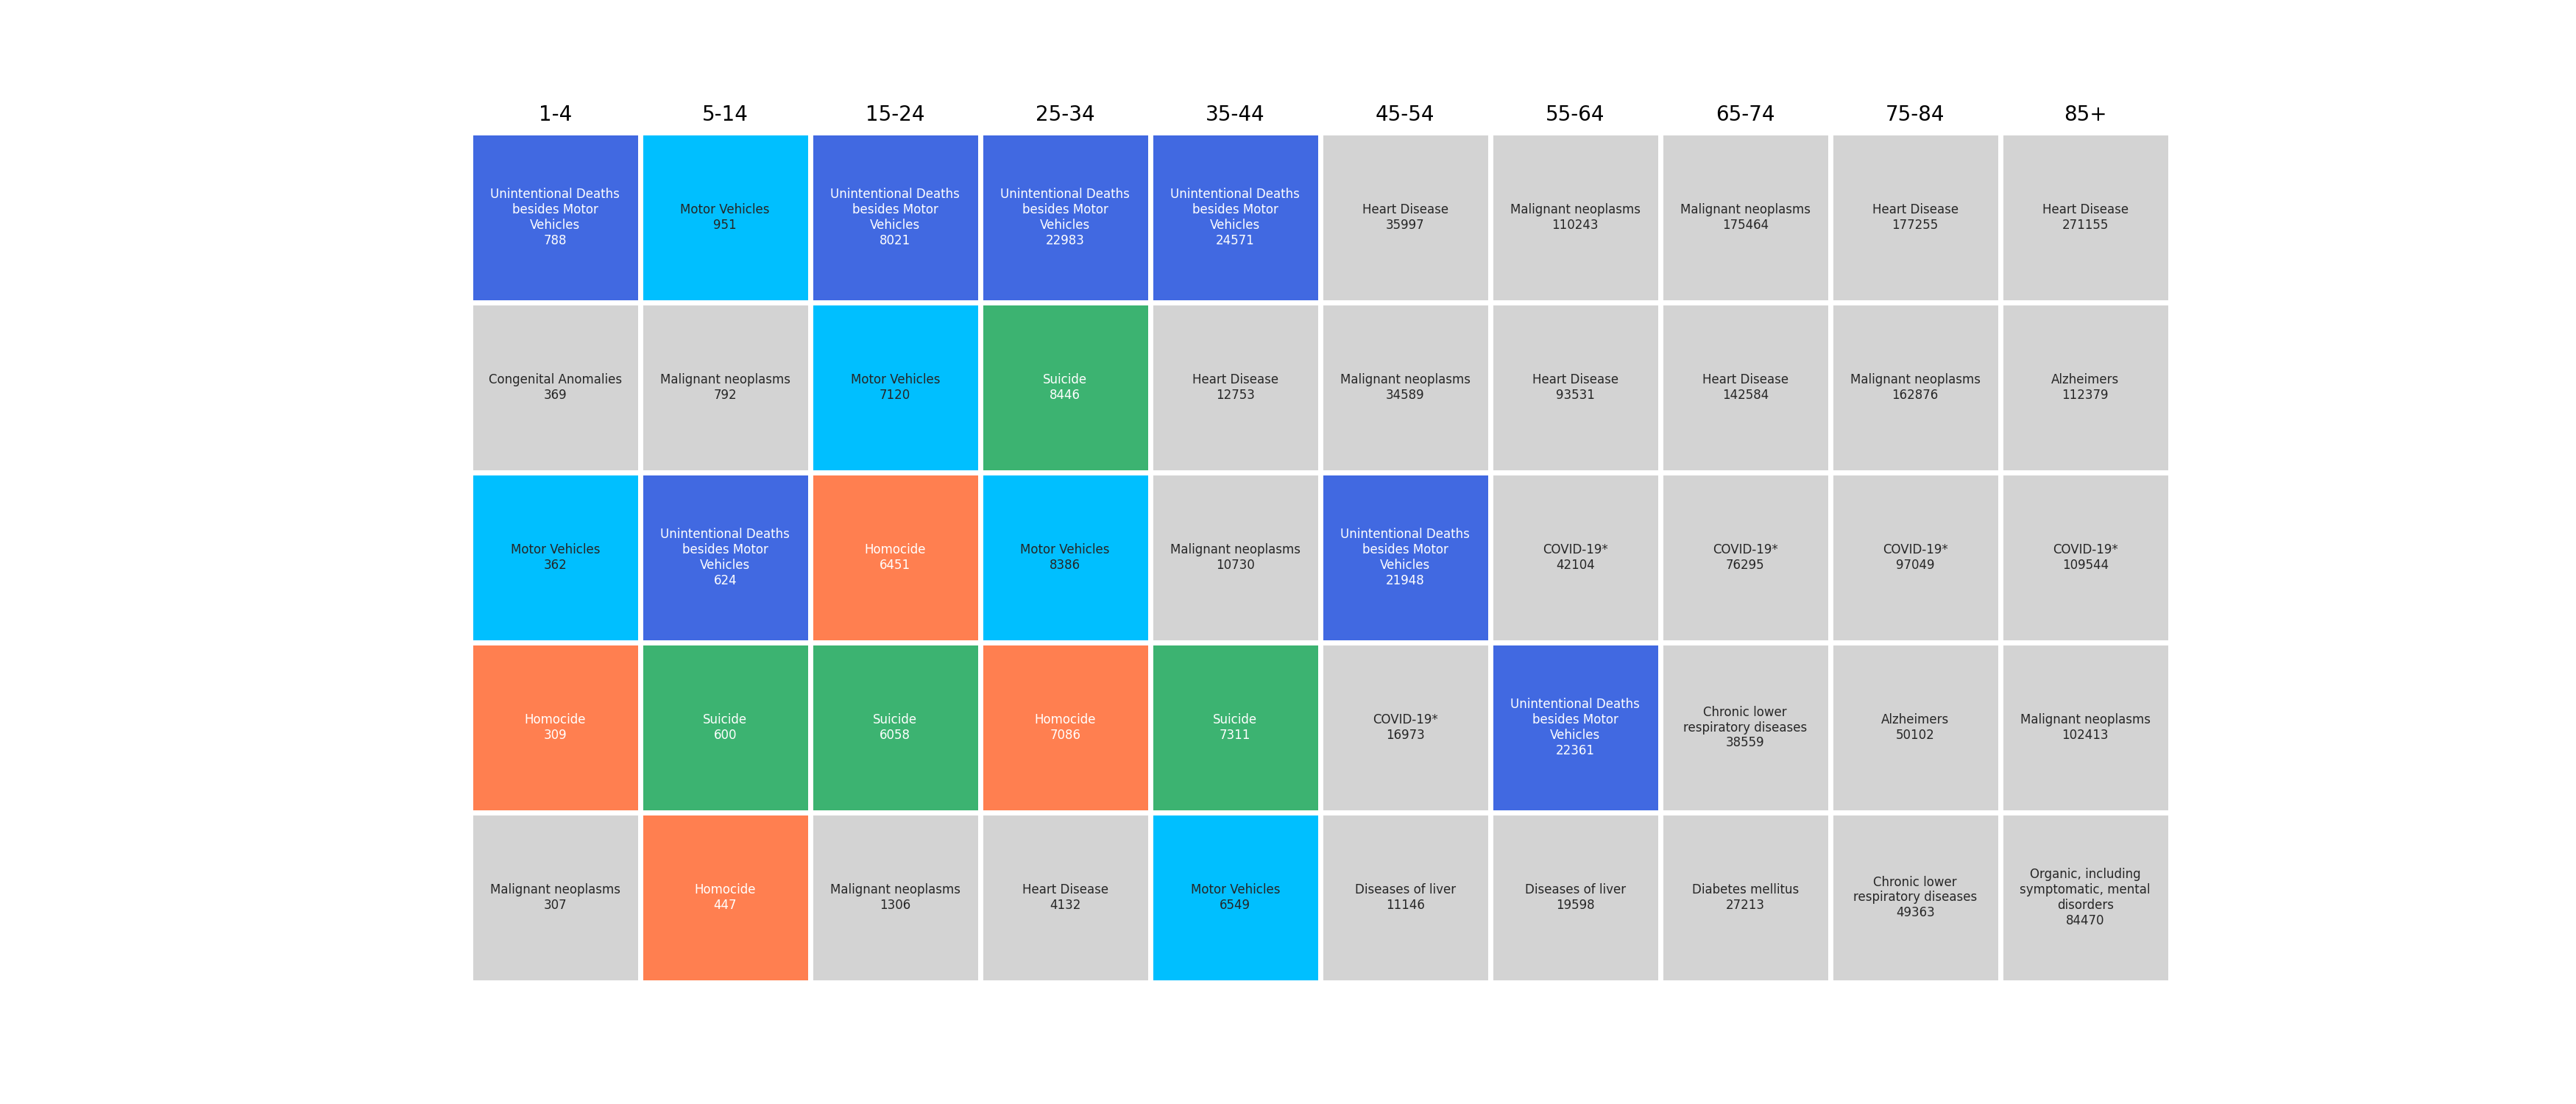 1-4
5-14
15-24
25-34
35-44
45-54
55-64
65-74
75-84
85+
Unintentional Deaths
besides Motor
Vehicles
788
Motor Vehicles
951
Unintentional Deaths
besides Motor
Vehicles
8021
Unintentional Deaths
besides Motor
Vehicles
22983
Unintentional Deaths
besides Motor
Vehicles
24571
Heart Disease
35997
Malignant neoplasms
110243
Malignant neoplasms
175464
Heart Disease
177255
Heart Disease
271155
Congenital Anomalies
369
Malignant neoplasms
792
Motor Vehicles
7120
Suicide
8446
Heart Disease
12753
Malignant neoplasms
34589
Heart Disease
93531
Heart Disease
142584
Malignant neoplasms
162876
Alzheimers
112379
Motor Vehicles
362
Unintentional Deaths
besides Motor
Vehicles
624
Homocide
6451
Motor Vehicles
8386
Malignant neoplasms
10730
Unintentional Deaths
besides Motor
Vehicles
21948
COVID-19*
42104
COVID-19*
76295
COVID-19*
97049
COVID-19*
109544
Homocide
309
Suicide
600
Suicide
6058
Homocide
7086
Suicide
7311
COVID-19*
16973
Unintentional Deaths
besides Motor
Vehicles
22361
Chronic lower
respiratory diseases
38559
Alzheimers
50102
Malignant neoplasms
102413
Malignant neoplasms
307
Homocide
447
Malignant neoplasms
1306
Heart Disease
4132
Motor Vehicles
6549
Diseases of liver
11146
Diseases of liver
19598
Diabetes mellitus
27213
Chronic lower
respiratory diseases
49363
Organic, including
symptomatic, mental
disorders
84470